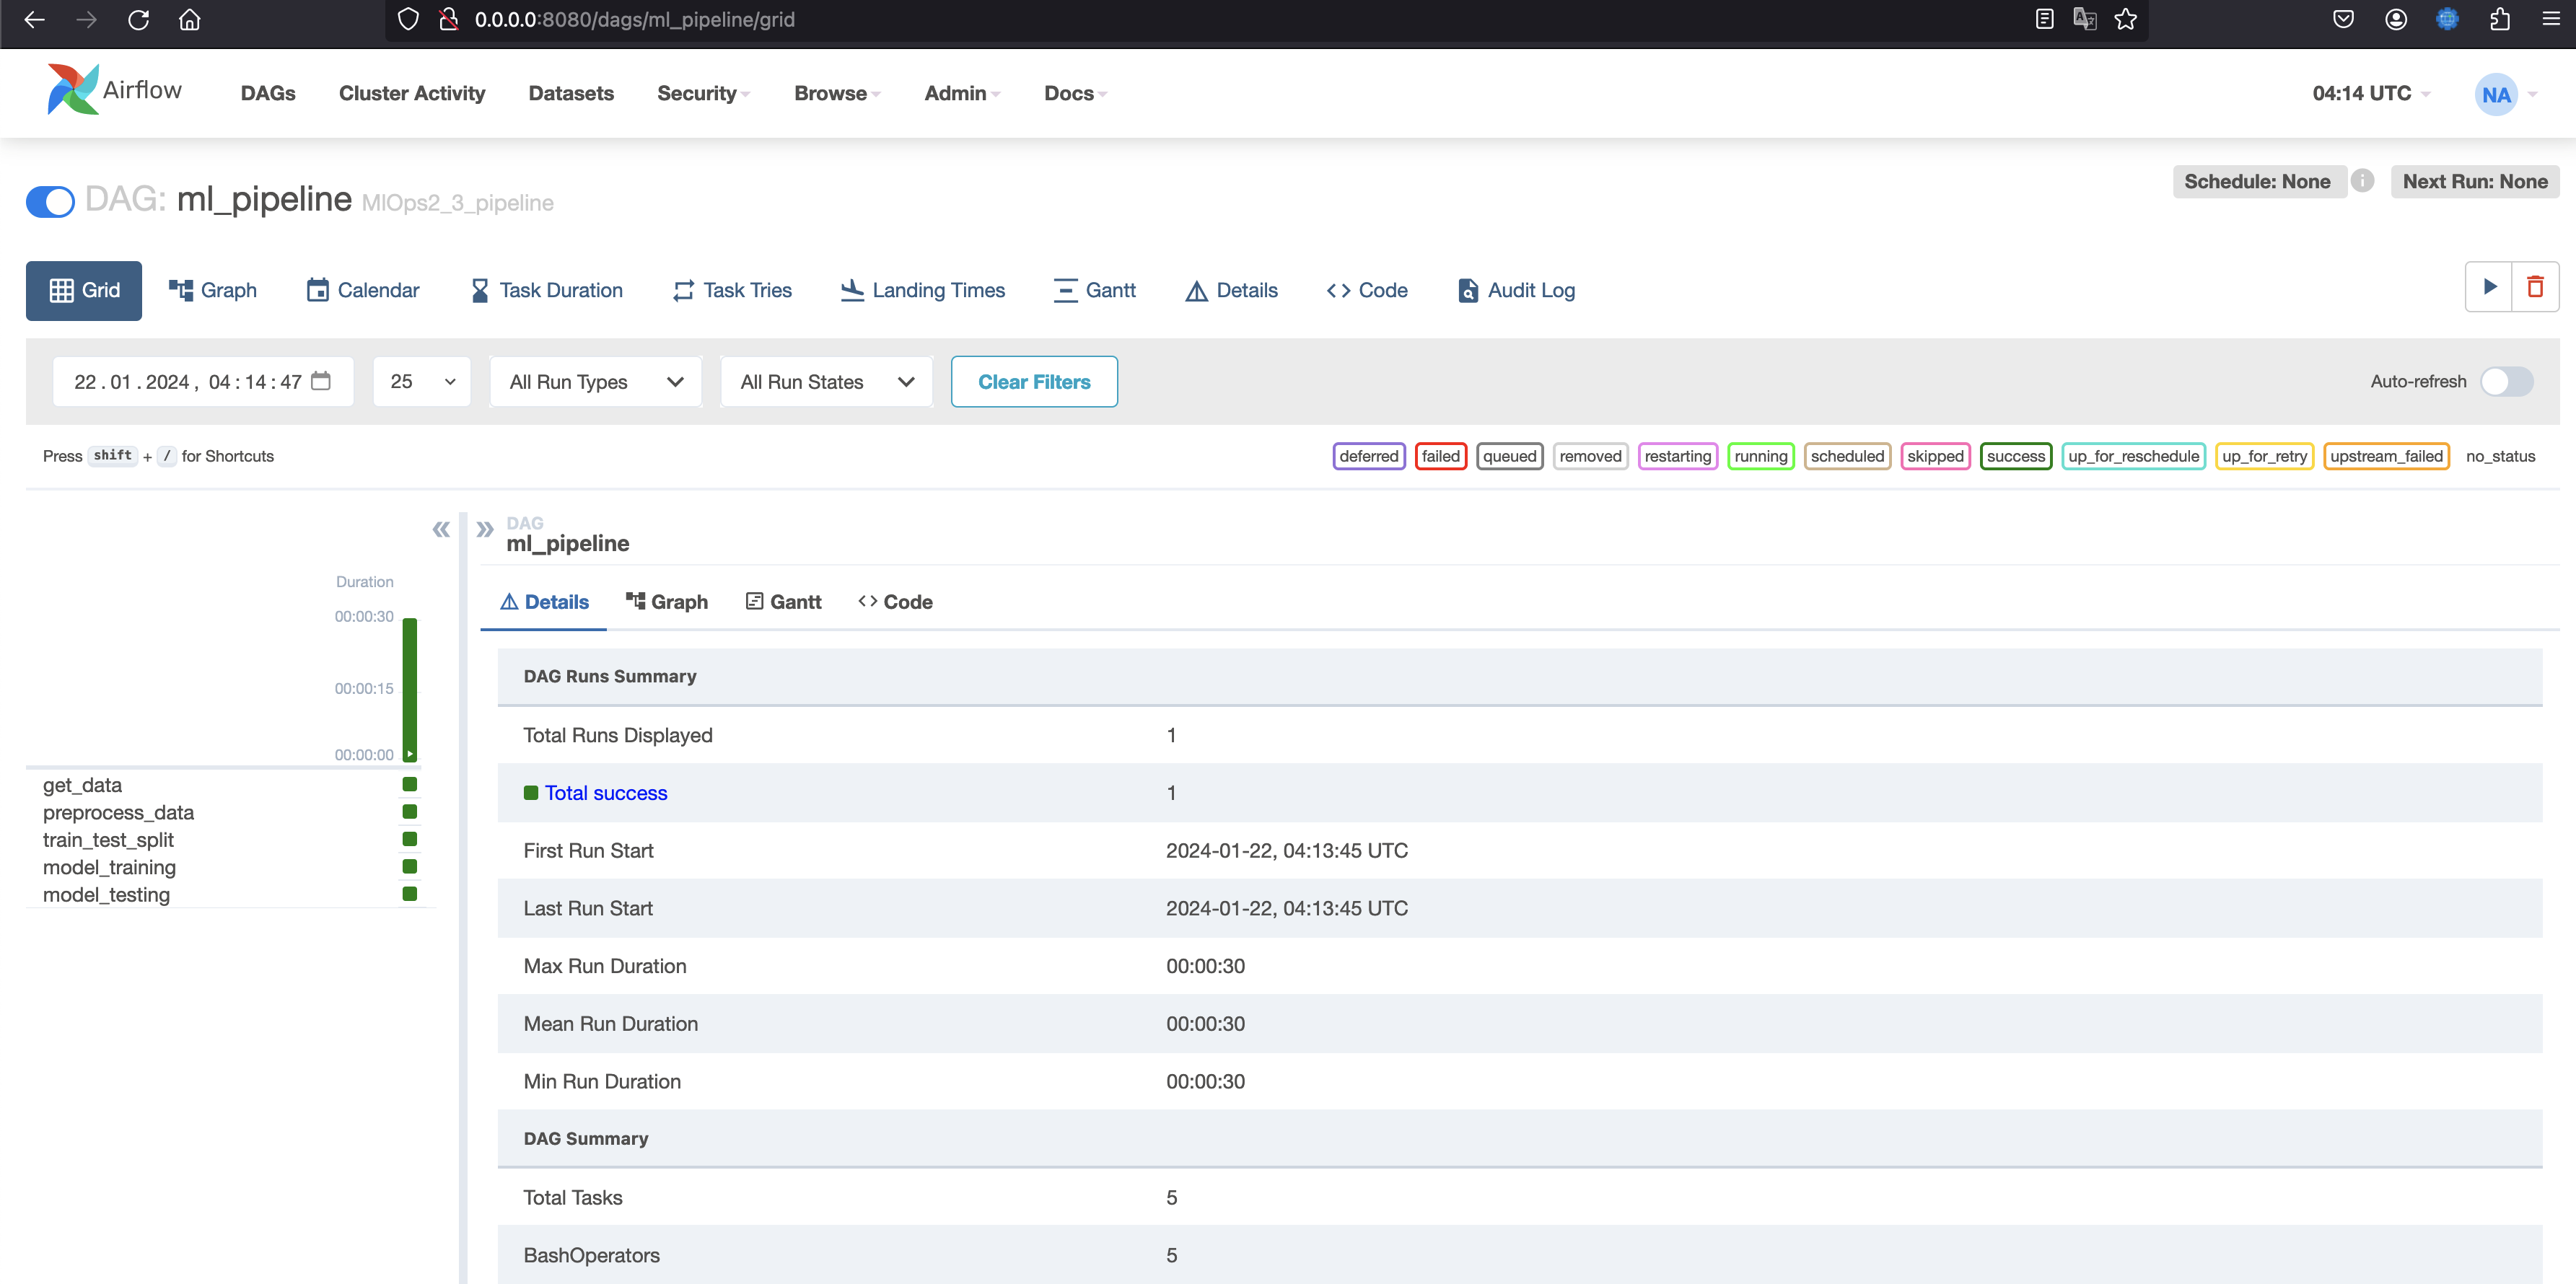 0.0.0.0:8080/dags/ml_pipeline/grid
Airflow DAGs Cluster Activity Datasets Security Browse Admin Docs 04:14 UTC NA
DAG: ml_pipeline MlOps2_3_pipeline Schedule: None Next Run: None
Grid Graph Calendar Task Duration Task Tries Landing Times Gantt Details Code Audit Log
22.01.2024, 04:14:47 25 All Run Types All Run States Clear Filters Auto-refresh
Press shift + / for Shortcuts deferred failed queued removed restarting running scheduled skipped success up_for_reschedule up_for_retry upstream_failed no_status
Duration
00:00:30
00:00:15
00:00:00
get_data
preprocess_data
train_test_split
model_training
model_testing
DAG
ml_pipeline
Details Graph Gantt Code
DAG Runs Summary
Total Runs Displayed 1
Total success 1
First Run Start 2024-01-22, 04:13:45 UTC
Last Run Start 2024-01-22, 04:13:45 UTC
Max Run Duration 00:00:30
Mean Run Duration 00:00:30
Min Run Duration 00:00:30
DAG Summary
Total Tasks 5
BashOperators 5